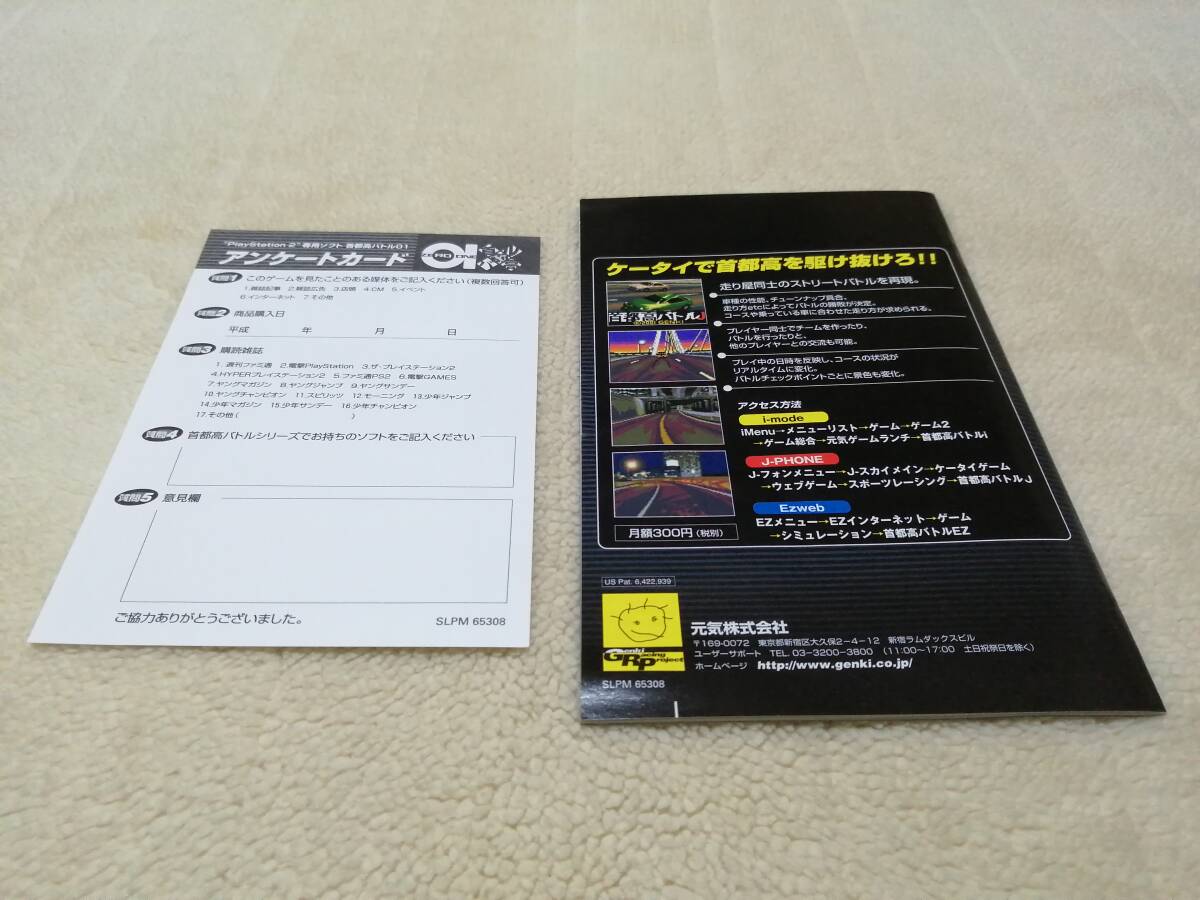 "PlayStation 2"専用ソフト 首都高バトル01
アンケートカード
ZERO ONE
質問1 このゲームを見たことのある媒体をご記入ください(複数回答可)
1.雑誌記事 2.雑誌広告 3.店頭 4.CM 5.イベント
6.インターネット 7.その他
質問2 商品購入日
平成 年 月 日
質問3 購読雑誌
1.週刊ファミ通 2.電撃PlayStation 3.ザ・プレイステーション2
4.HYPERプレイステーション2 5.ファミ通PS2 6.電撃GAMES
7.ヤングマガジン 8.ヤングジャンプ 9.ヤングサンデー
10.ヤングチャンピオン 11.スピリッツ 12.モーニング 13.少年ジャンプ
14.少年マガジン 15.少年サンデー 16.少年チャンピオン
17.その他( )
質問4 首都高バトルシリーズでお持ちのソフトをご記入ください
質問5 意見欄
ご協力ありがとうございました。
SLPM 65308
ケータイで首都高を駆け抜けろ!!
走り屋同士のストリートバトルを再現。
車種の性能、チューンナップ具合、
走り方etcによってバトルの勝敗が決定。
コースや乗っている車に合わせた走り方が求められる。
プレイヤー同士でチームを作ったり、
バトルを行ったりと、
他のプレイヤーとの交流も可能。
プレイ中の日時を反映し、コースの状況が
リアルタイムに変化。
バトルチェックポイントごとに景色も変化。
首都高バトルJ
©2001 GENKI
アクセス方法
i-mode
iMenu→メニューリスト→ゲーム→ゲーム2
→ゲーム総合→元気ゲームランチ→首都高バトルi
J-PHONE
J-フォンメニュー→J-スカイメイン→ケータイゲーム
→ウェブゲーム→スポーツレーシング→首都高バトルJ
Ezweb
EZメニュー→EZインターネット→ゲーム
→シミュレーション→首都高バトルEZ
月額300円(税別)
US Pat. 6,422,939
Genki Racing Project
元気株式会社
〒169-0072 東京都新宿区大久保2-4-12 新宿ラムダックスビル
ユーザーサポート TEL. 03-3200-3800 (11:00〜17:00 土日祝祭日を除く)
ホームページ http://www.genki.co.jp/
SLPM 65308